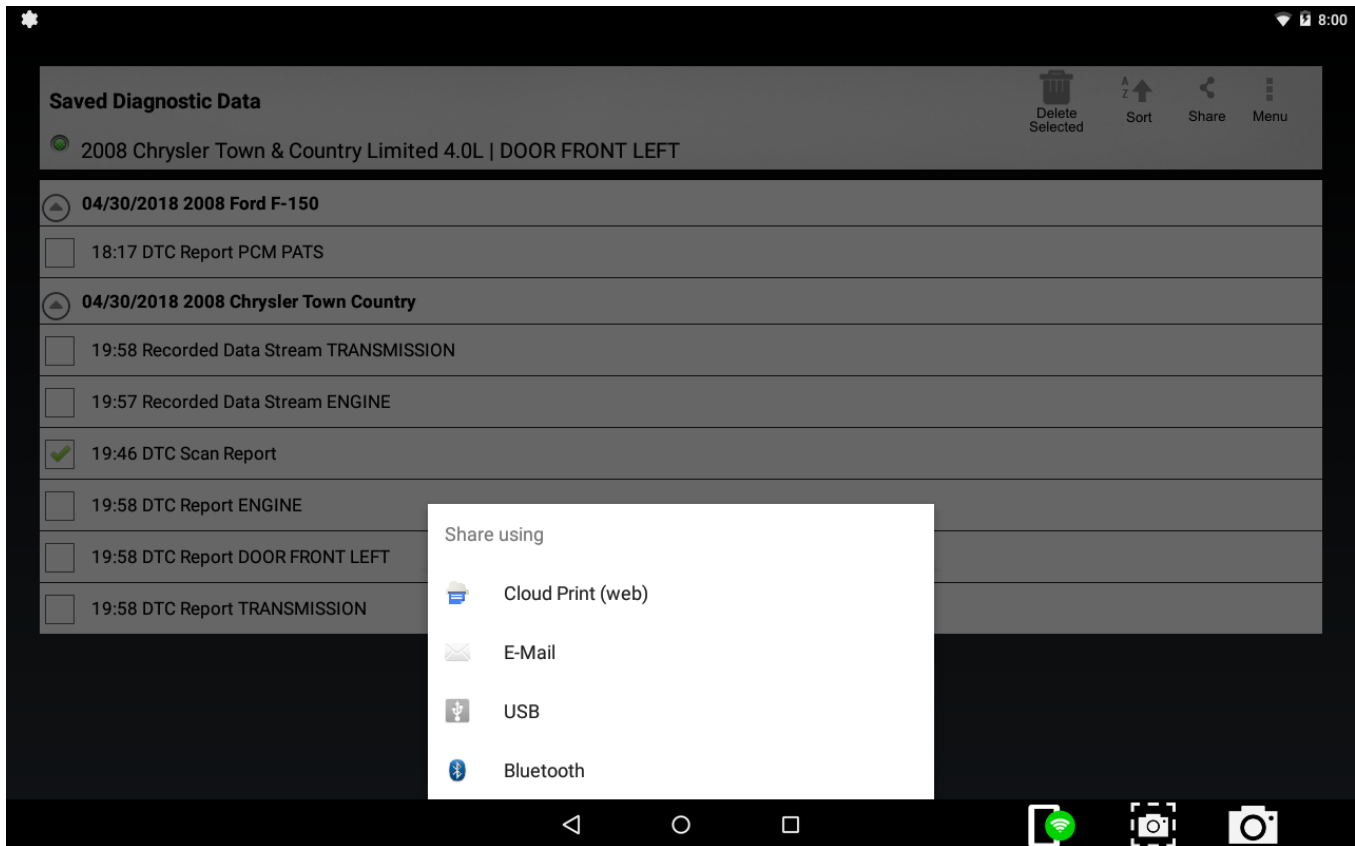 8:00
Saved Diagnostic Data
Delete
Selected
A
Z
Sort
Share
Menu
2008 Chrysler Town & Country Limited 4.0L | DOOR FRONT LEFT
04/30/2018 2008 Ford F-150
18:17 DTC Report PCM PATS
04/30/2018 2008 Chrysler Town Country
19:58 Recorded Data Stream TRANSMISSION
19:57 Recorded Data Stream ENGINE
19:46 DTC Scan Report
19:58 DTC Report ENGINE
19:58 DTC Report DOOR FRONT LEFT
19:58 DTC Report TRANSMISSION
Share using
Cloud Print (web)
E-Mail
USB
Bluetooth